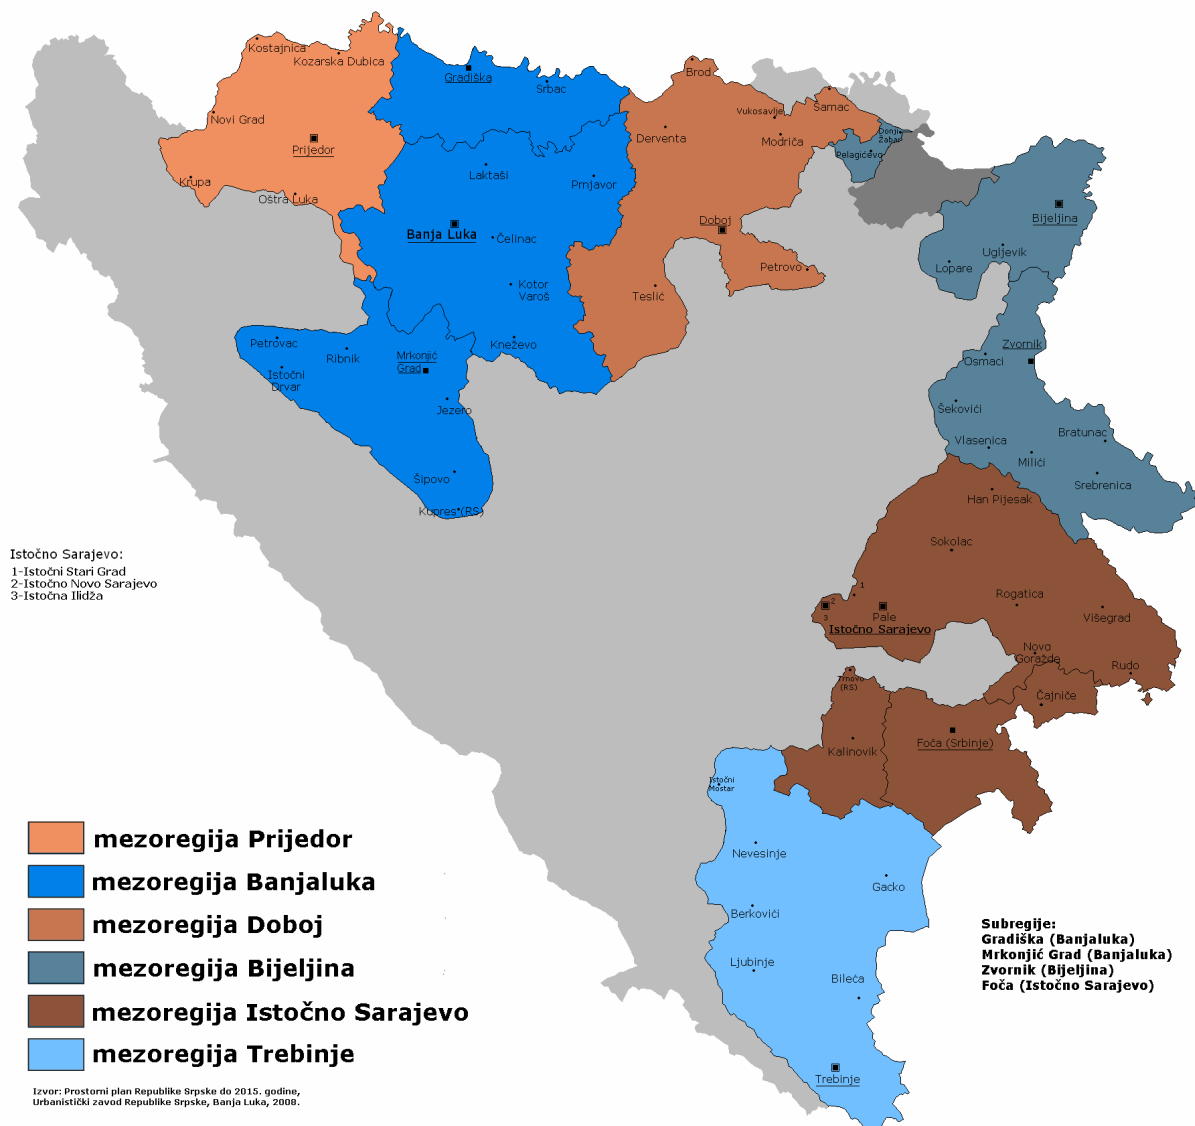 Kostajnica
Kozarska Dubica
Novi Grad
Prijedor
Krupa
Oštra Luka
Gradiška
Srbac
Laktaši
Prnjavor
Banja Luka
Čelinac
Kotor
Varoš
Kneževo
Petrovac
Ribnik
Istočni
Drvar
Mrkonjić
Grad
Jezero
Šipovo
Kupres (RS)
Brod
Vukosavlje
Šamac
Derventa
Modriča
Doboj
Petrovo
Teslić
Donji
Žabar
Pelagićevo
Bijeljina
Ugljevik
Lopare
Zvornik
Osmaci
Šekovići
Vlasenica
Milići
Bratunac
Srebrenica
Han Pijesak
Sokolac
1
2
3
Pale
Istočno Sarajevo
Rogatica
Višegrad
Novo
Goražde
Rudo
Čajniče
Trnovo
(RS)
Kalinovik
Foča (Srbinje)
Istočni
Mostar
Nevesinje
Gacko
Berkovići
Ljubinje
Bileća
Trebinje
Istočno Sarajevo:
1-Istočni Stari Grad
2-Istočno Novo Sarajevo
3-Istočna Ilidža
mezoregija Prijedor
mezoregija Banjaluka
mezoregija Doboj
mezoregija Bijeljina
mezoregija Istočno Sarajevo
mezoregija Trebinje
Izvor: Prostorni plan Republike Srpske do 2015. godine,
Urbanistički zavod Republike Srpske, Banja Luka, 2008.
Subregije:
Gradiška (Banjaluka)
Mrkonjić Grad (Banjaluka)
Zvornik (Bijeljina)
Foča (Istočno Sarajevo)